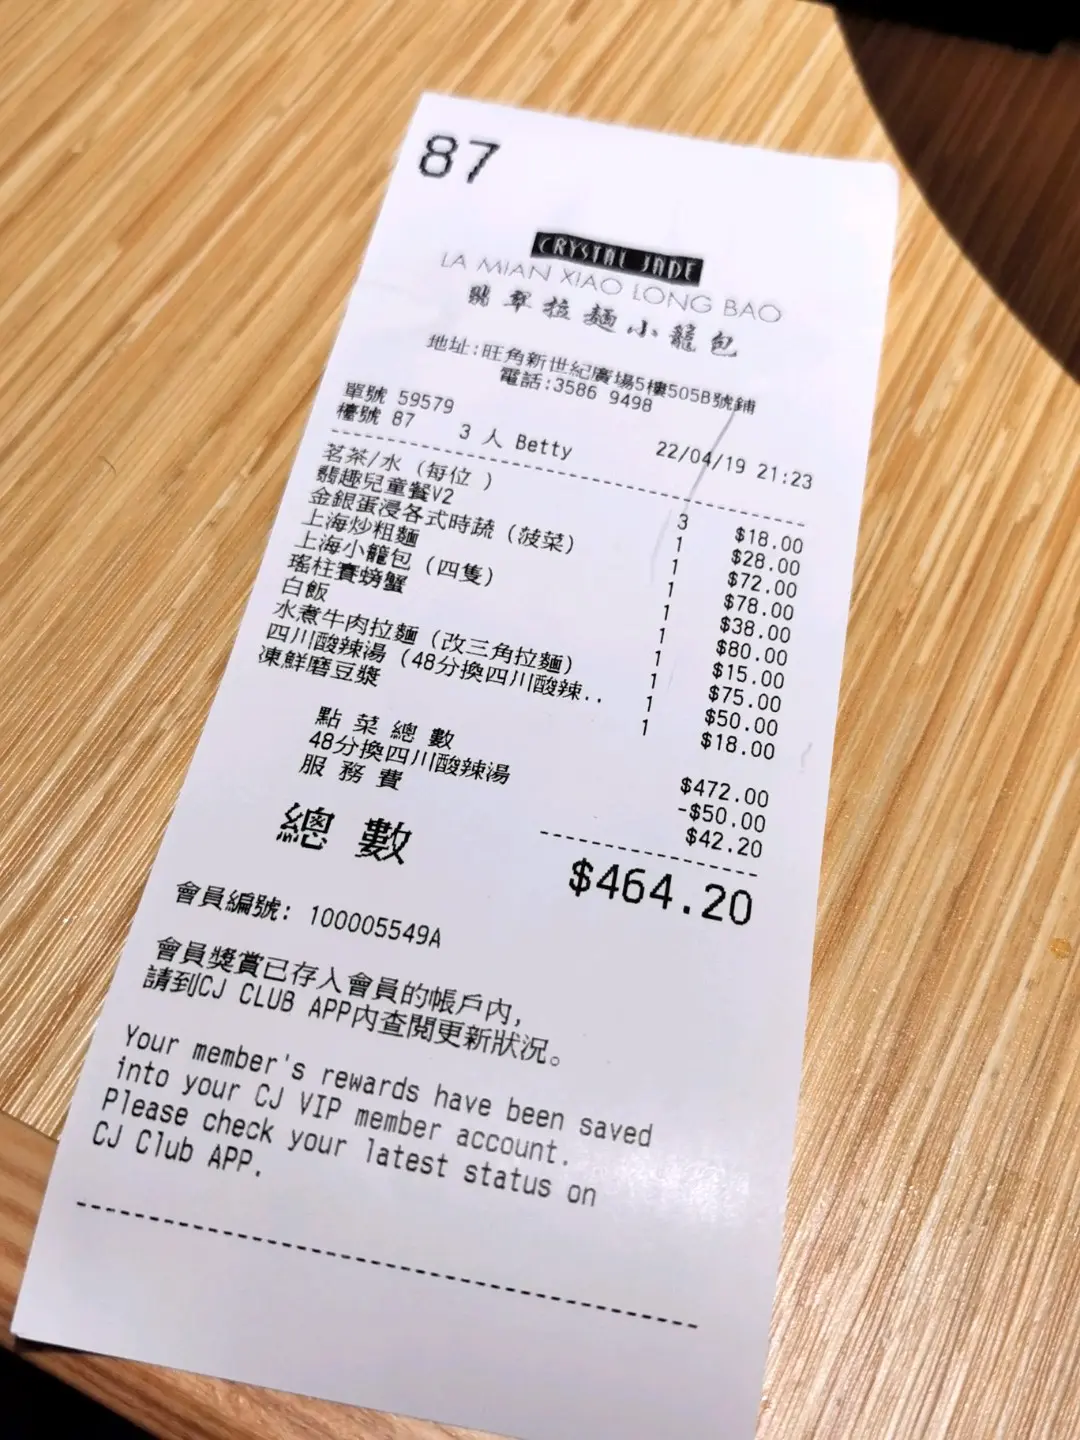 87
CRYSTAL JADE
LA MIAN XIAO LONG BAO
翡翠拉麵小籠包
地址:旺角新世紀廣場5樓505B號鋪
電話:3586 9498
單號 59579
檯號 87 3 人 Betty 22/04/19 21:23
茗茶/水 (每位 ) 3 $18.00
翡趣兒童餐V2 1 $28.00
金銀蛋浸各式時蔬 (菠菜) 1 $72.00
上海炒粗麵 1 $78.00
上海小籠包 (四隻) 1 $38.00
瑤柱賽螃蟹 1 $80.00
白飯 1 $15.00
水煮牛肉拉麵 (改三角拉麵) 1 $75.00
四川酸辣湯 (48分換四川酸辣.. 1 $50.00
凍鮮磨豆漿 1 $18.00
點菜總數 $472.00
48分換四川酸辣湯 -$50.00
服務費 $42.20
總數 $464.20
會員編號: 100005549A
會員獎賞已存入會員的帳戶內,
請到CJ CLUB APP內查閱更新狀況。
Your member's rewards have been saved
into your CJ VIP member account.
Please check your latest status on
CJ Club APP.